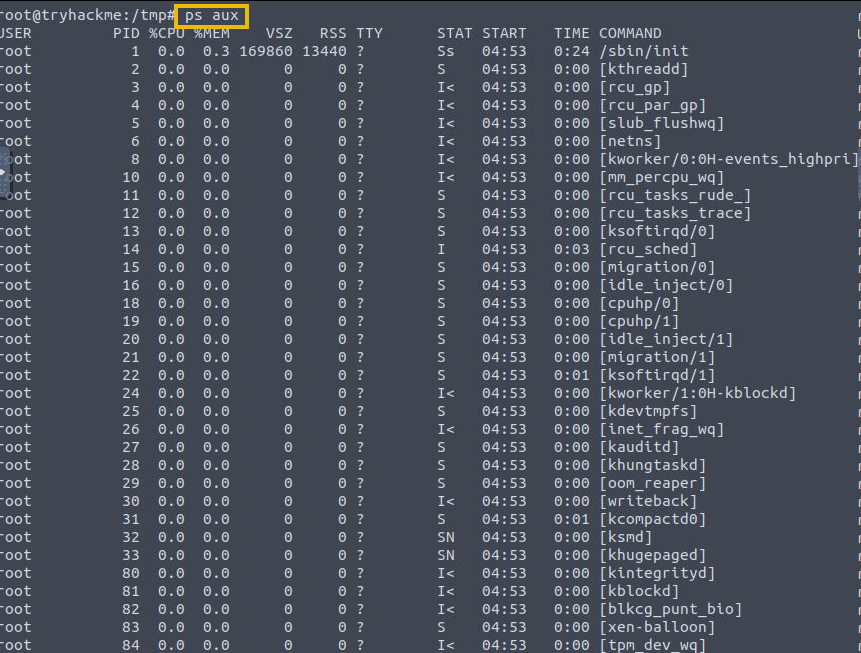 root@tryhackme:/tmp# ps aux
USER PID %CPU %MEM VSZ RSS TTY STAT START TIME COMMAND
root 1 0.0 0.3 169860 13440 ? Ss 04:53 0:24 /sbin/init
root 2 0.0 0.0 0 0 ? S 04:53 0:00 [kthreadd]
root 3 0.0 0.0 0 0 ? I< 04:53 0:00 [rcu_gp]
root 4 0.0 0.0 0 0 ? I< 04:53 0:00 [rcu_par_gp]
root 5 0.0 0.0 0 0 ? I< 04:53 0:00 [slub_flushwq]
root 6 0.0 0.0 0 0 ? I< 04:53 0:00 [netns]
root 8 0.0 0.0 0 0 ? I< 04:53 0:00 [kworker/0:0H-events_highpri]
root 10 0.0 0.0 0 0 ? I< 04:53 0:00 [mm_percpu_wq]
root 11 0.0 0.0 0 0 ? S 04:53 0:00 [rcu_tasks_rude_]
root 12 0.0 0.0 0 0 ? S 04:53 0:00 [rcu_tasks_trace]
root 13 0.0 0.0 0 0 ? S 04:53 0:00 [ksoftirqd/0]
root 14 0.0 0.0 0 0 ? I 04:53 0:03 [rcu_sched]
root 15 0.0 0.0 0 0 ? S 04:53 0:00 [migration/0]
root 16 0.0 0.0 0 0 ? S 04:53 0:00 [idle_inject/0]
root 18 0.0 0.0 0 0 ? S 04:53 0:00 [cpuhp/0]
root 19 0.0 0.0 0 0 ? S 04:53 0:00 [cpuhp/1]
root 20 0.0 0.0 0 0 ? S 04:53 0:00 [idle_inject/1]
root 21 0.0 0.0 0 0 ? S 04:53 0:00 [migration/1]
root 22 0.0 0.0 0 0 ? S 04:53 0:01 [ksoftirqd/1]
root 24 0.0 0.0 0 0 ? I< 04:53 0:00 [kworker/1:0H-kblockd]
root 25 0.0 0.0 0 0 ? S 04:53 0:00 [kdevtmpfs]
root 26 0.0 0.0 0 0 ? I< 04:53 0:00 [inet_frag_wq]
root 27 0.0 0.0 0 0 ? S 04:53 0:00 [kauditd]
root 28 0.0 0.0 0 0 ? S 04:53 0:00 [khungtaskd]
root 29 0.0 0.0 0 0 ? S 04:53 0:00 [oom_reaper]
root 30 0.0 0.0 0 0 ? I< 04:53 0:00 [writeback]
root 31 0.0 0.0 0 0 ? S 04:53 0:01 [kcompactd0]
root 32 0.0 0.0 0 0 ? SN 04:53 0:00 [ksmd]
root 33 0.0 0.0 0 0 ? SN 04:53 0:00 [khugepaged]
root 80 0.0 0.0 0 0 ? I< 04:53 0:00 [kintegrityd]
root 81 0.0 0.0 0 0 ? I< 04:53 0:00 [kblockd]
root 82 0.0 0.0 0 0 ? I< 04:53 0:00 [blkcg_punt_bio]
root 83 0.0 0.0 0 0 ? S 04:53 0:00 [xen-balloon]
root 84 0.0 0.0 0 0 ? I< 04:53 0:00 [tpm_dev_wq]